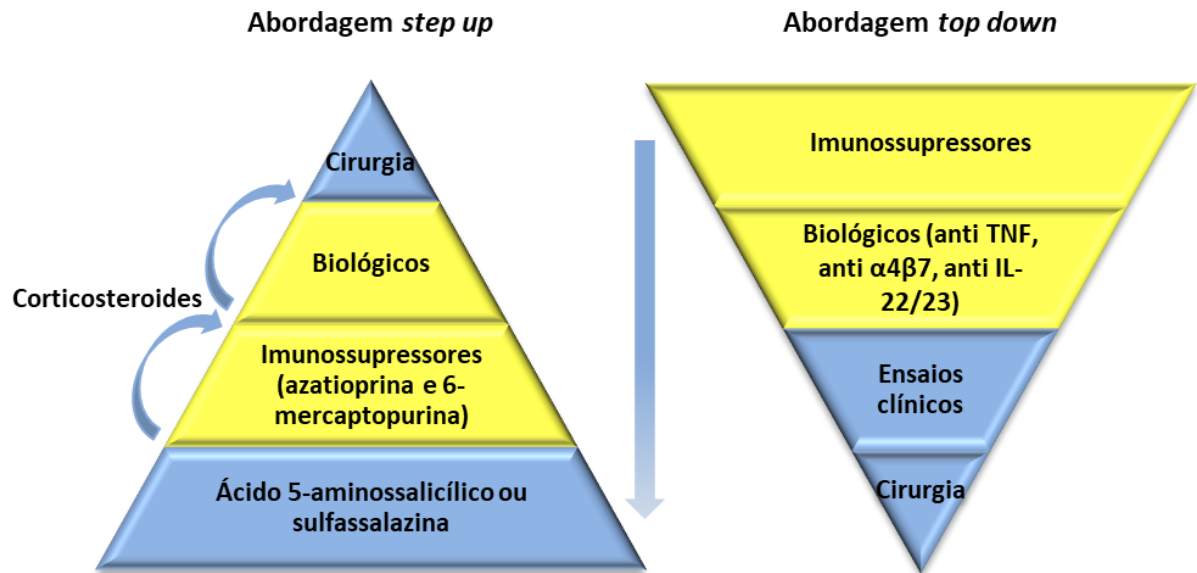 Abordagem step up
Cirurgia
Biológicos
Corticosteroides
Imunossupressores
(azatioprina e 6-
mercaptopurina)
Ácido 5-aminossalicílico ou
sulfassalazina
Abordagem top down
Imunossupressores
Biológicos (anti TNF,
anti α4β7, anti IL-
22/23)
Ensaios
clínicos
Cirurgia